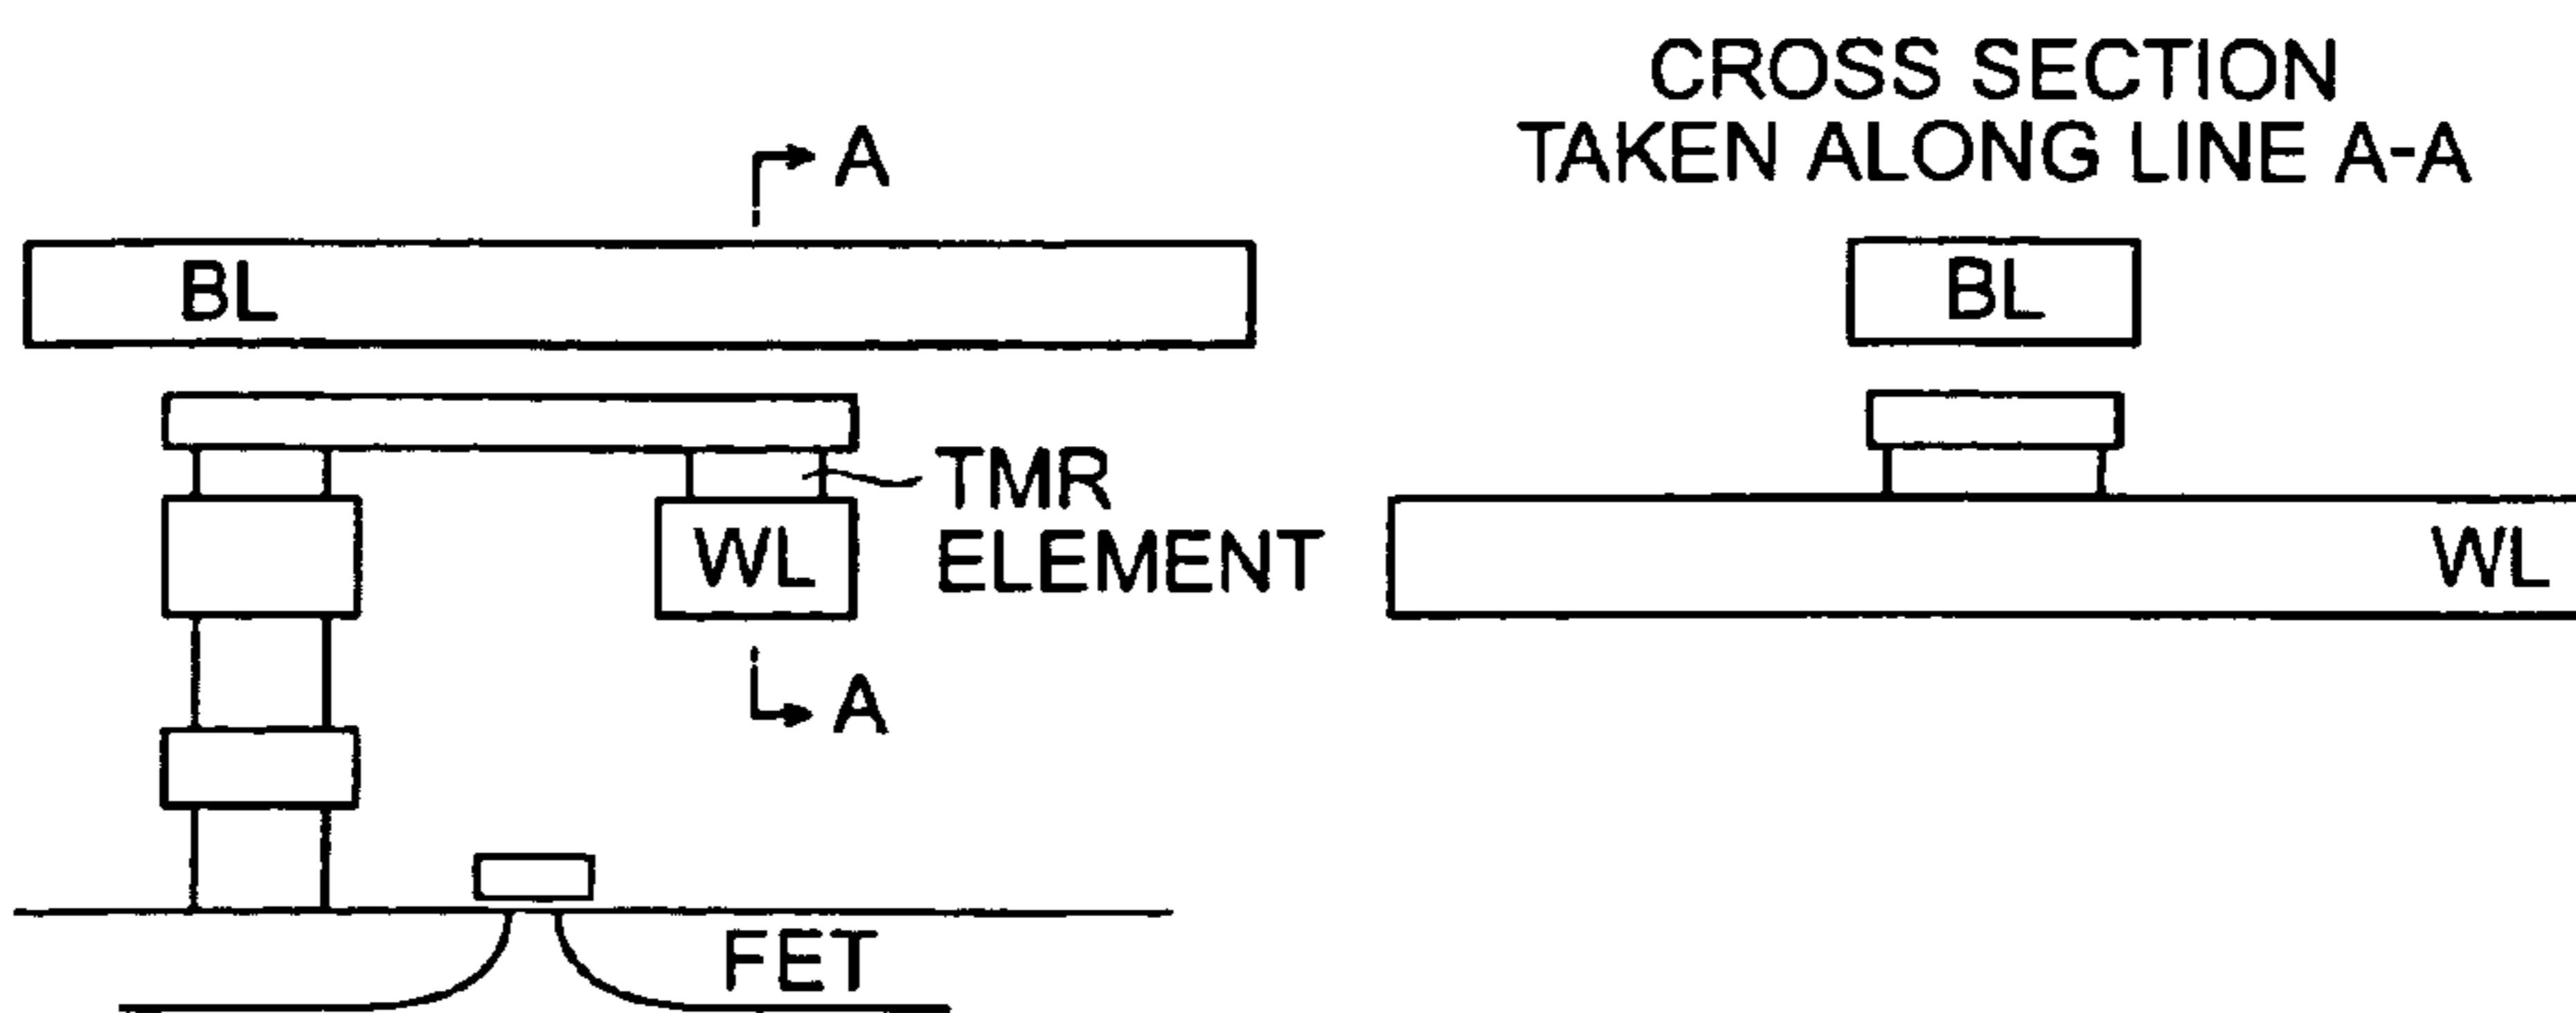 CROSS SECTION
TAKEN ALONG LINE A-A
A
BL
BL
TMR
ELEMENT
WL
WL
A
FET